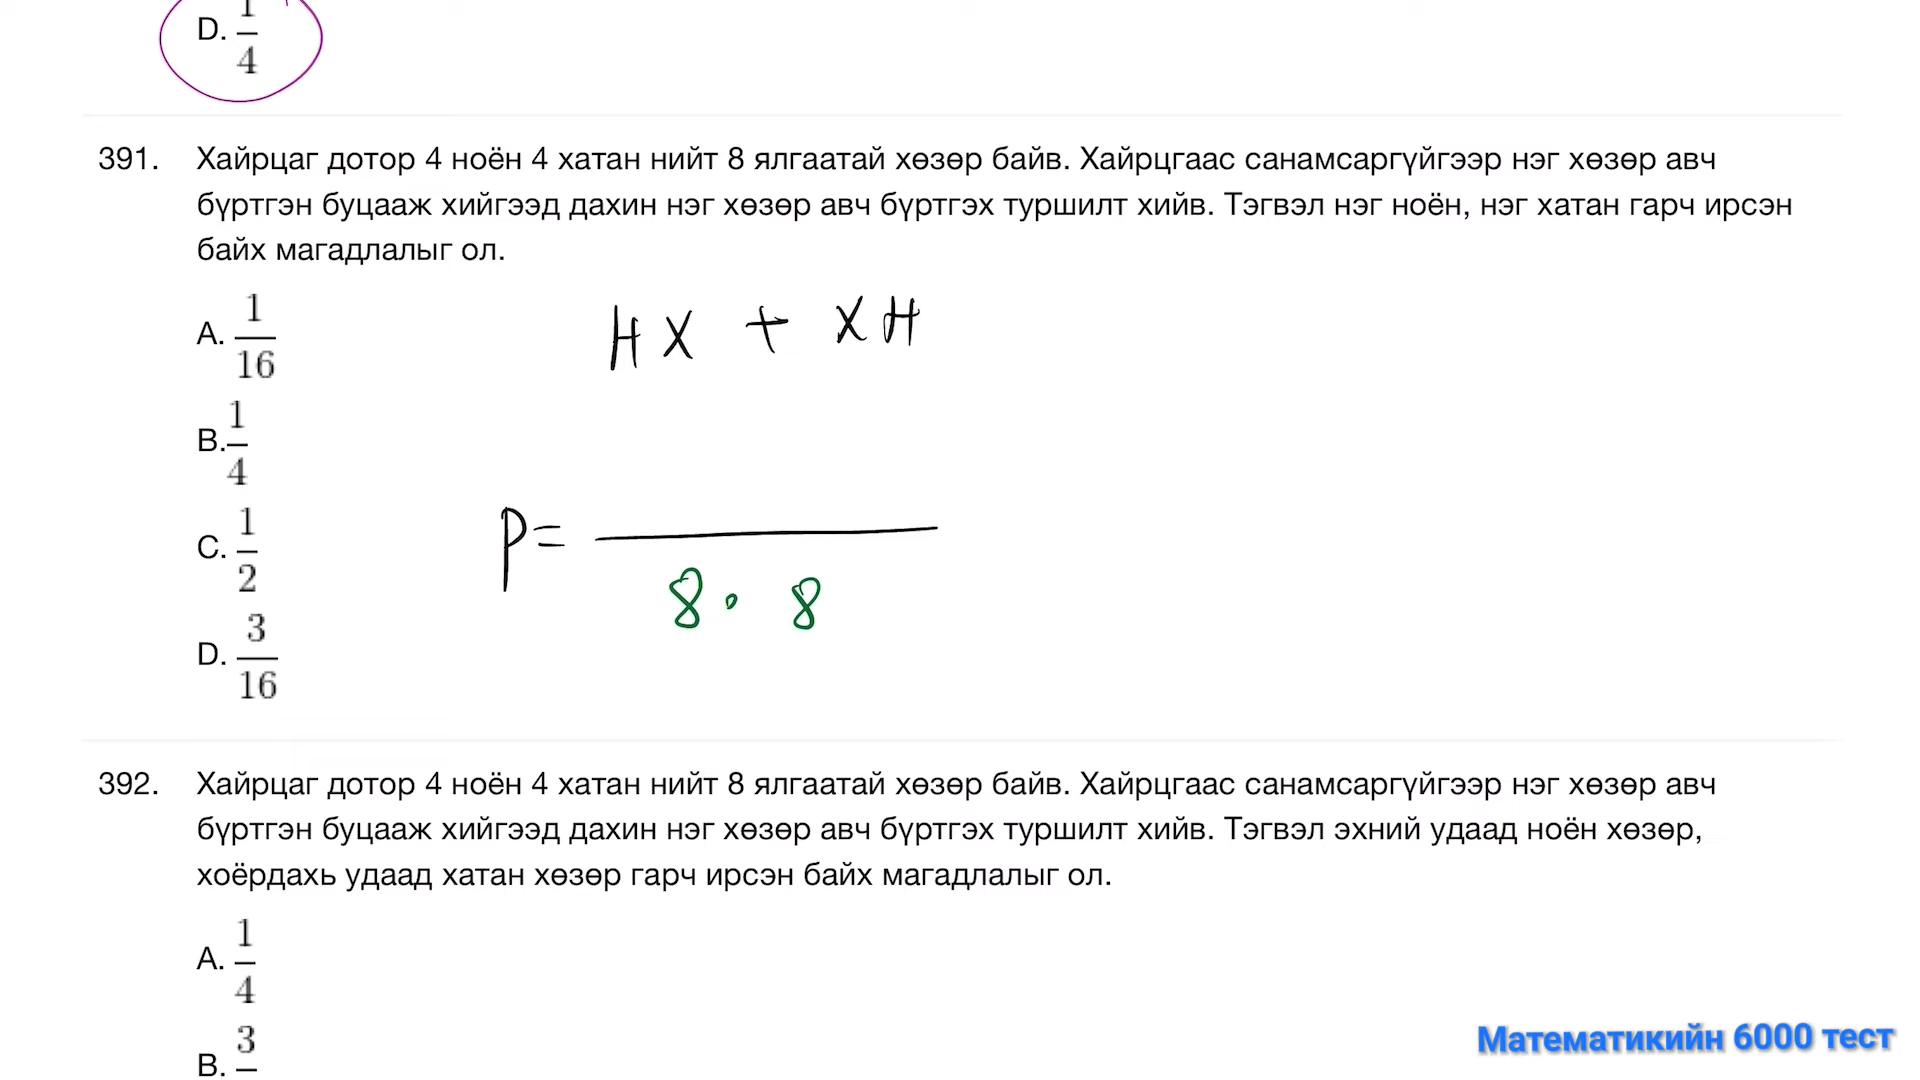 D. 1/4
391. Хайрцаг дотор 4 ноён 4 хатан нийт 8 ялгаатай хөзөр байв. Хайрцгаас санамсаргүйгээр нэг хөзөр авч
бүртгэн буцааж хийгээд дахин нэг хөзөр авч бүртгэх туршилт хийв. Тэгвэл нэг ноён, нэг хатан гарч ирсэн
байх магадлалыг ол.
A. 1/16
HX + XH
B. 1/4
C. 1/2
P= —
8 · 8
D. 3/16
392. Хайрцаг дотор 4 ноён 4 хатан нийт 8 ялгаатай хөзөр байв. Хайрцгаас санамсаргүйгээр нэг хөзөр авч
бүртгэн буцааж хийгээд дахин нэг хөзөр авч бүртгэх туршилт хийв. Тэгвэл эхний удаад ноён хөзөр,
хоёрдахь удаад хатан хөзөр гарч ирсэн байх магадлалыг ол.
A. 1/4
B. 3
Математикийн 6000 тест